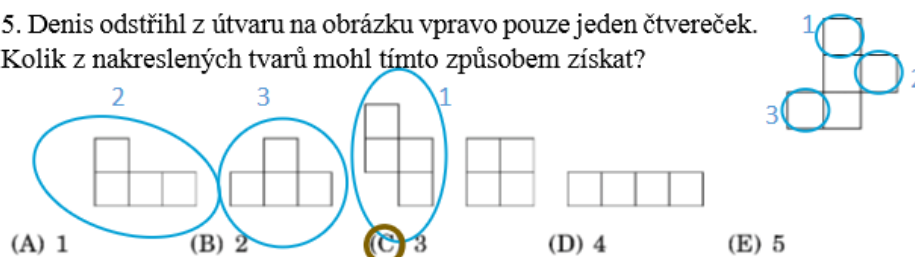 5. Denis odstřihl z útvaru na obrázku vpravo pouze jeden čtvereček.
Kolik z nakreslených tvarů mohl tímto způsobem získat?
1
2
3
2
3
1
(A) 1
(B) 2
(C) 3
(D) 4
(E) 5